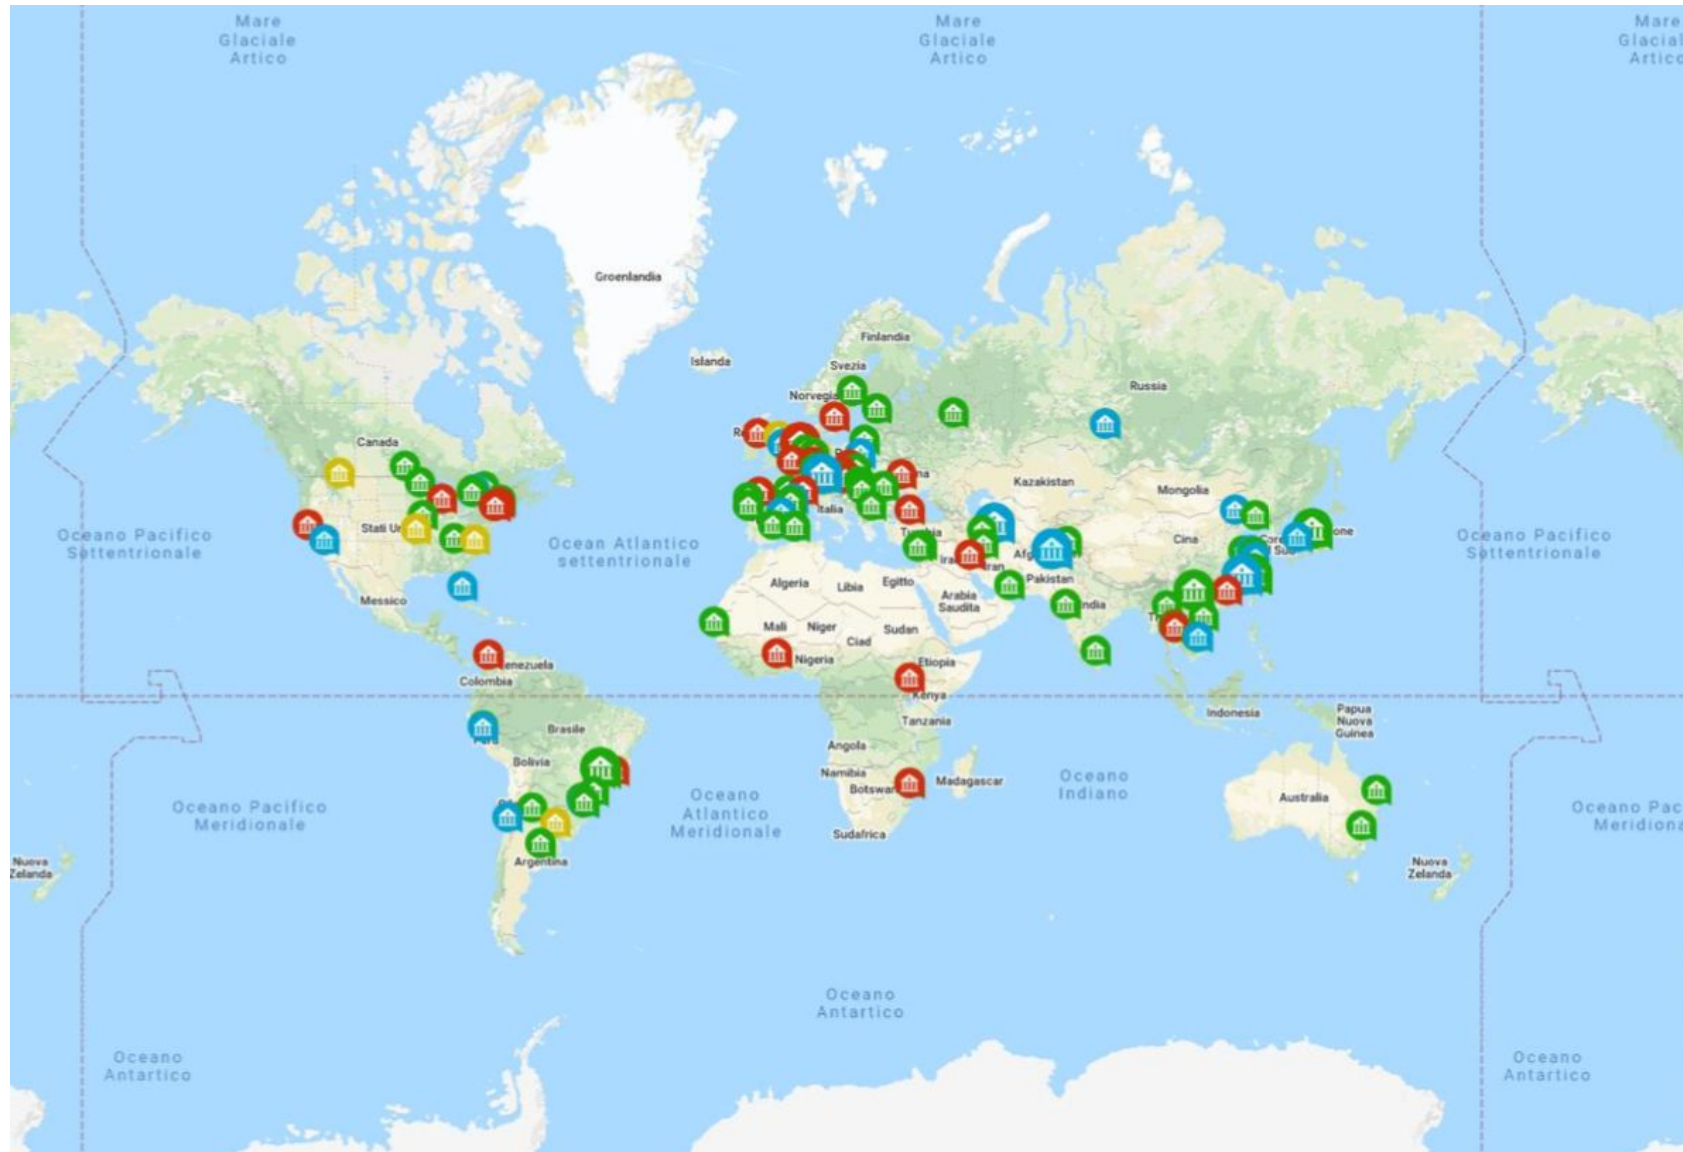 Mare
Glaciale
Artico
Mare
Glaciale
Artico
Mare
Groenlandia
Finlandia
Islanda
Svezia
Russia
Canada
Kazakistan
Mongolia
Italia
Oceano Pacifico
Settentrionale
Ocean Atlantico
settentrionale
Cina
Oceano Pacifico
Settentrionale
Messico
Algeria
Libia
Egitto
Pakistan
Arabia
Saudita
Mali
Niger
Ciad
Sudan
Nigeria
Etiopia
Colombia
Kenya
Tanzania
Indonesia
Papua
Nuova
Guinea
Brasile
Bolivia
Angola
Namibia
Madagascar
Oceano
Indiano
Australia
Oceano Pacifico
Meridionale
Oceano
Atlantico
Meridionale
Sudafrica
Argentina
Nuova
Zelanda
Nuova
Zelanda
Oceano
Antartico
Oceano
Antartico
Oceano
Antartico